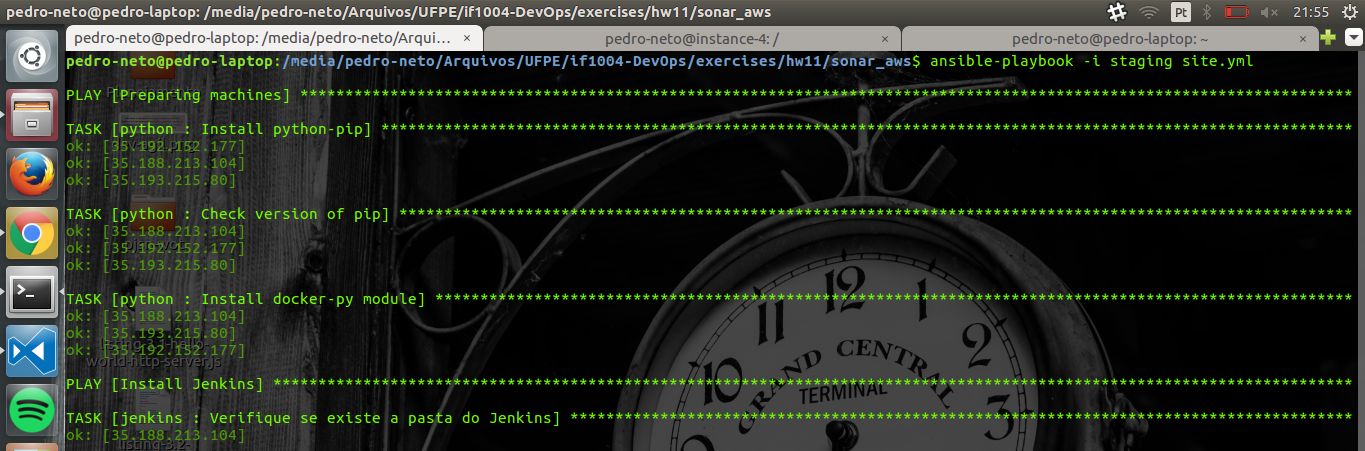 pedro-neto@pedro-laptop: /media/pedro-neto/Arquivos/UFPE/if1004-DevOps/exercises/hw11/sonar_aws
Pt
21:55
pedro-neto@pedro-laptop: /media/pedro-neto/Arqui... ×
pedro-neto@instance-4: / ×
pedro-neto@pedro-laptop: ~ ×
pedro-neto@pedro-laptop:/media/pedro-neto/Arquivos/UFPE/if1004-DevOps/exercises/hw11/sonar_aws$ ansible-playbook -i staging site.yml
PLAY [Preparing machines] *********************************************************************************************************************
TASK [python : Install python-pip] ************************************************************************************************************
ok: [35.192.152.177]
ok: [35.188.213.104]
ok: [35.193.215.80]
TASK [python : Check version of pip] **********************************************************************************************************
ok: [35.188.213.104]
ok: [35.192.152.177]
ok: [35.193.215.80]
TASK [python : Install docker-py module] ******************************************************************************************************
ok: [35.188.213.104]
ok: [35.193.215.80]
ok: [35.192.152.177]
listing-3.1-hello-
world-http-server.js
PLAY [Install Jenkins] ************************************************************************************************************************
TASK [jenkins : Verifique se existe a pasta do Jenkins] ***************************************************************************************
ok: [35.188.213.104]
listing-3.2-
12
11
1
10
2
9
3
8
GRAND CENTRAL
TERMINAL